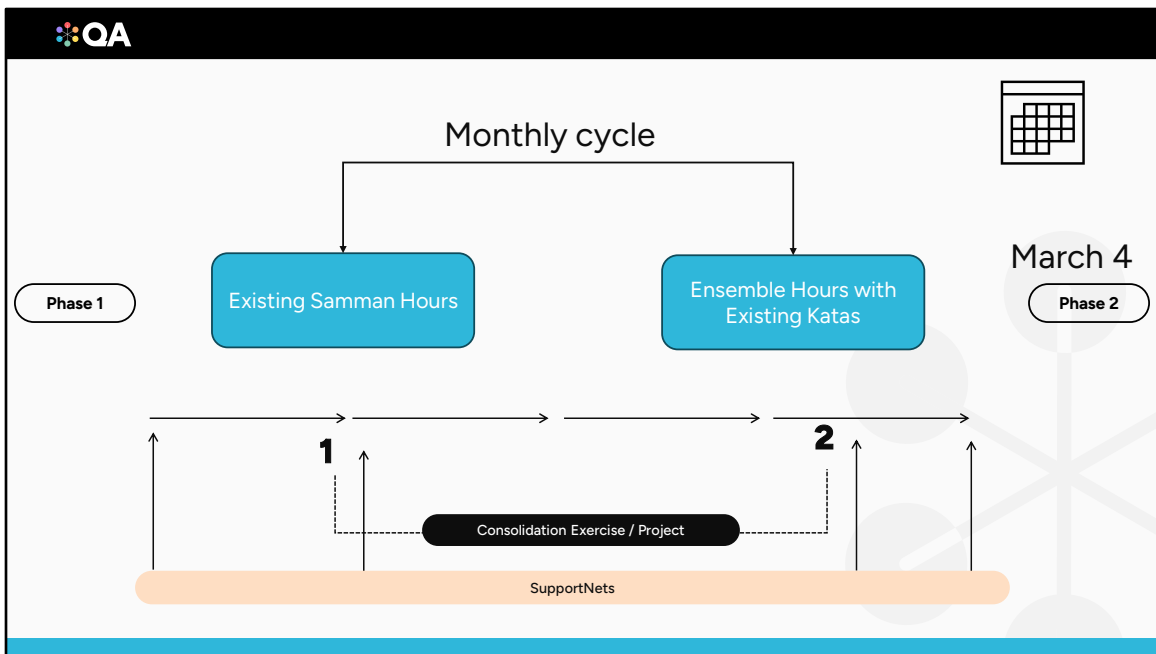 QA
Monthly cycle
March 4
Phase 1
Existing Samman Hours
Ensemble Hours with
Existing Katas
Phase 2
1
2
Consolidation Exercise / Project
SupportNets